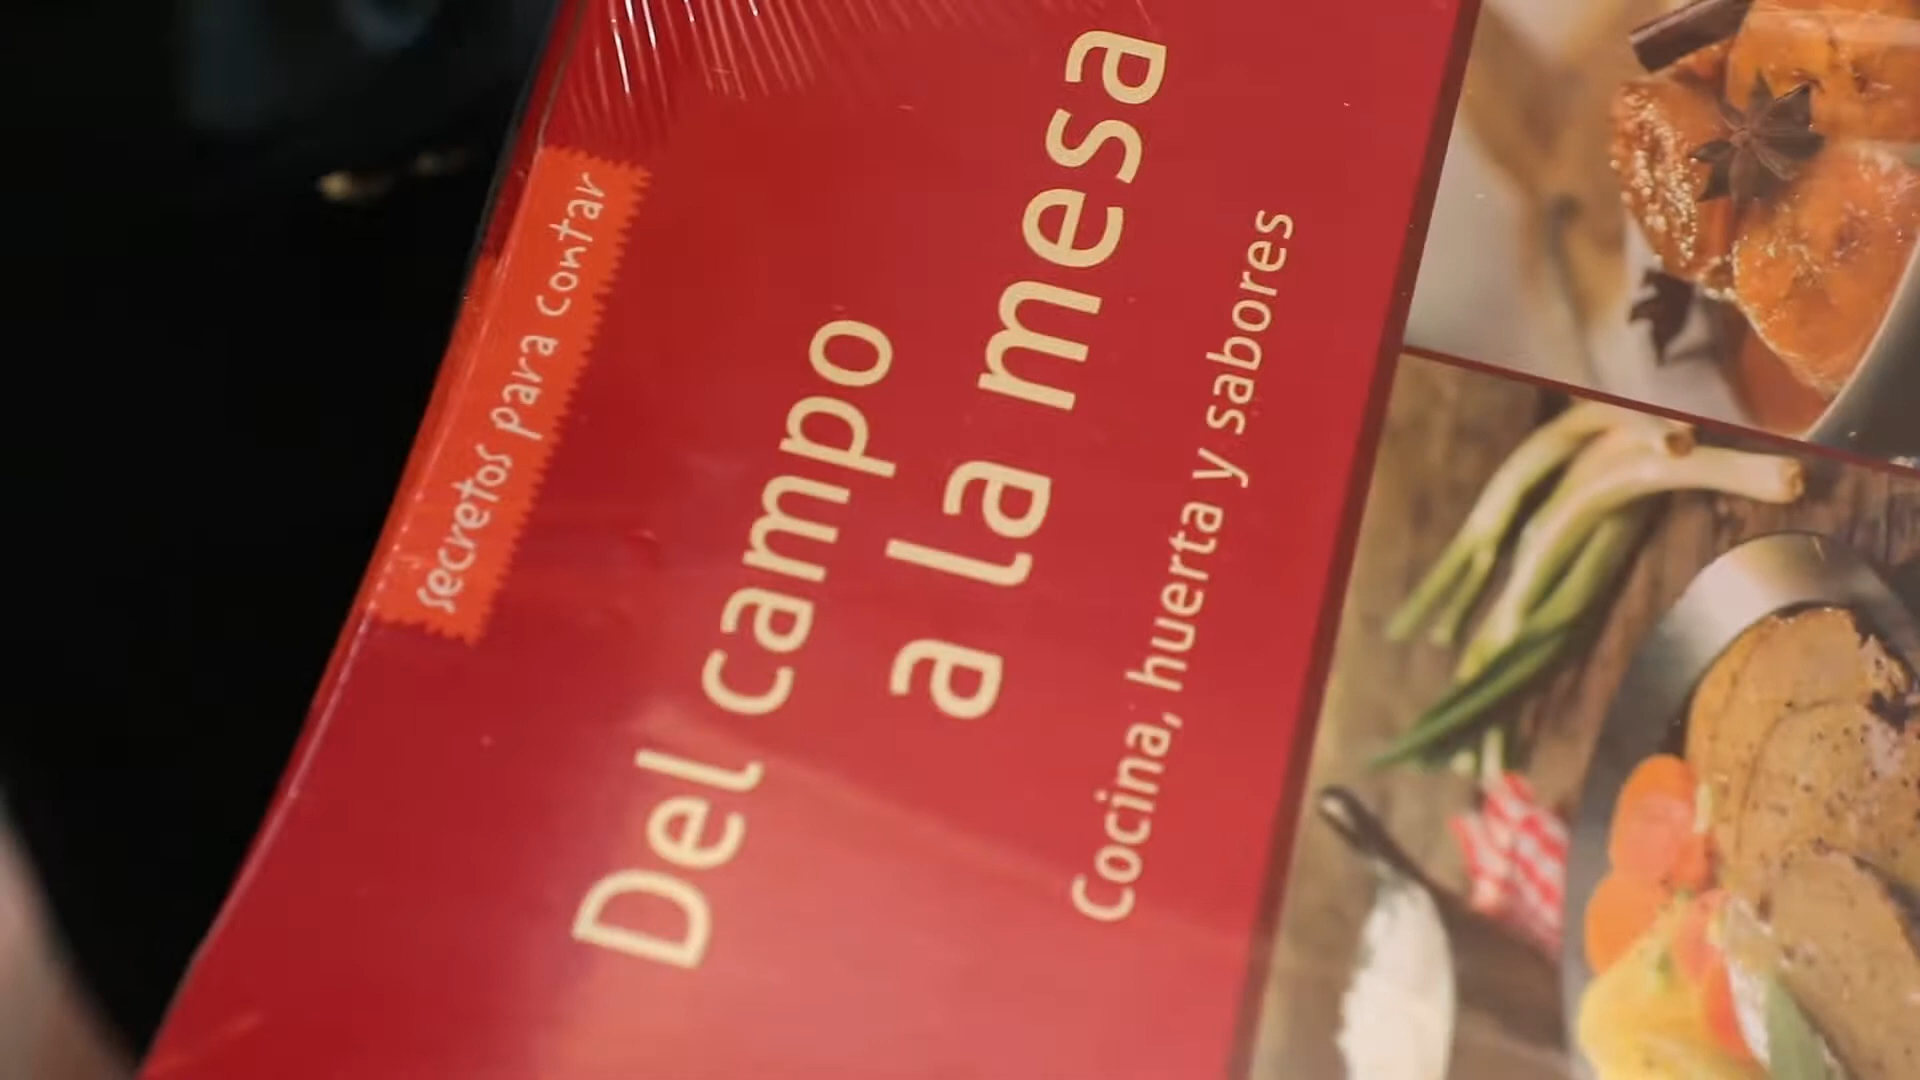 secretos para contar
Del campo
a la mesa
Cocina, huerta y sabores